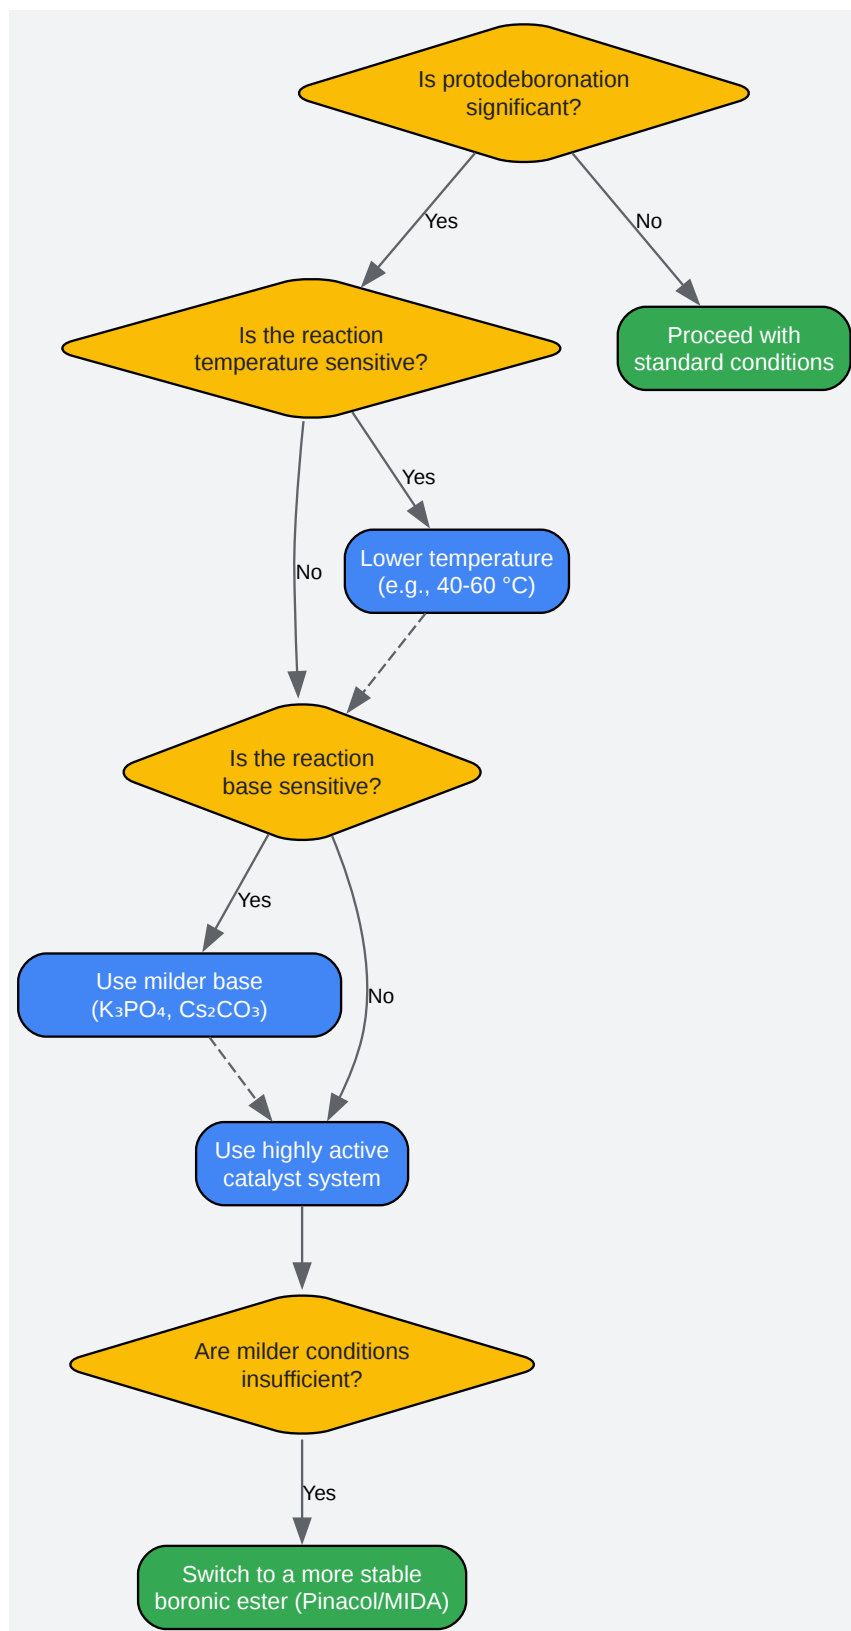 Is protodeboronation
significant?
Yes
No
Is the reaction
temperature sensitive?
Proceed with
standard conditions
Yes
No
Lower temperature
(e.g., 40-60 °C)
Is the reaction
base sensitive?
Yes
No
Use milder base
(K₃PO₄, Cs₂CO₃)
Use highly active
catalyst system
Are milder conditions
insufficient?
Yes
Switch to a more stable
boronic ester (Pinacol/MIDA)